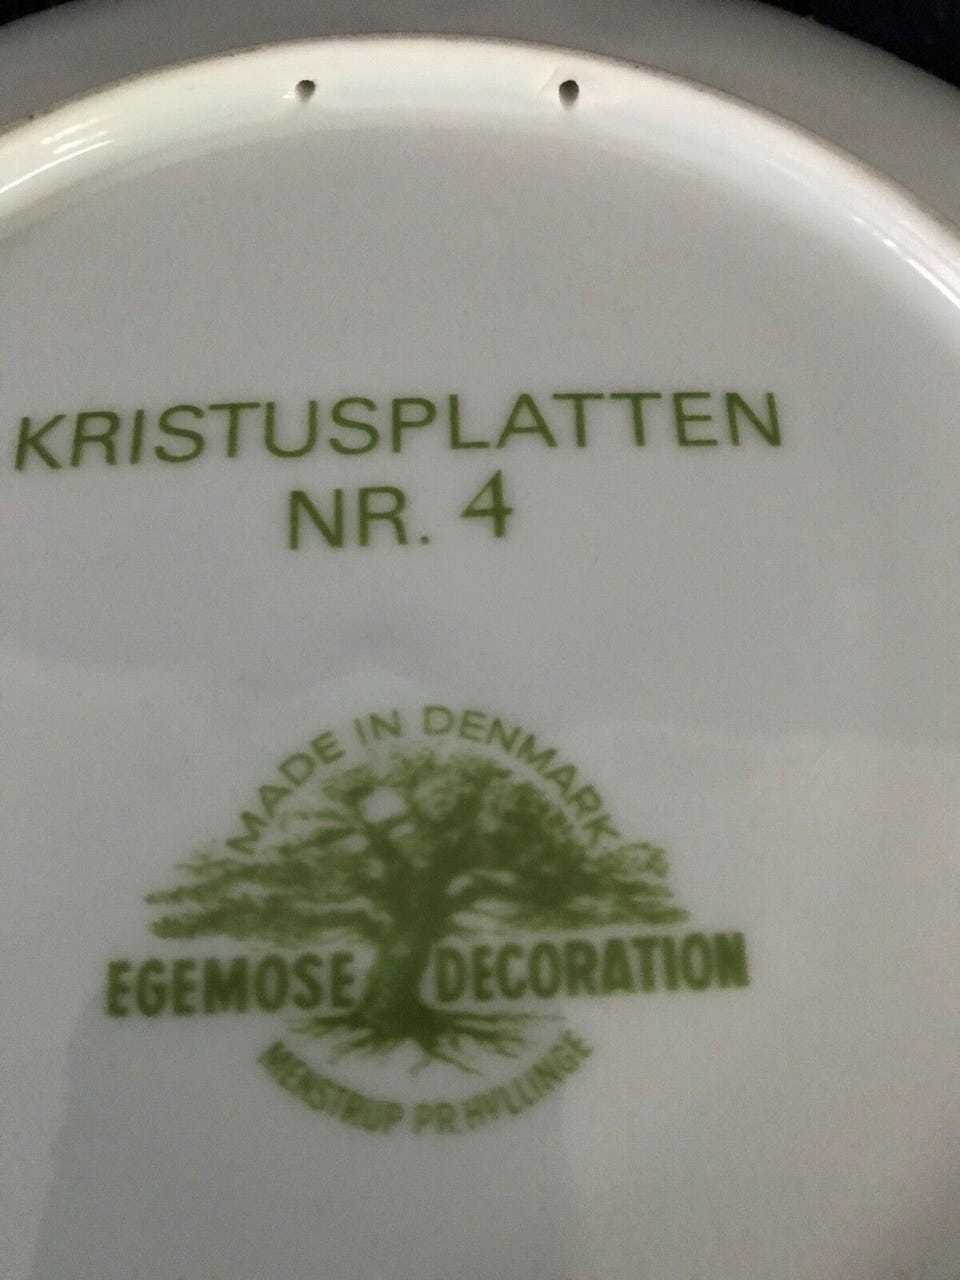 KRISTUSPLATTEN
NR. 4
MADE IN DENMARK
EGEMOSE DECORATION
MENSTRUP PR. HYLLINGE